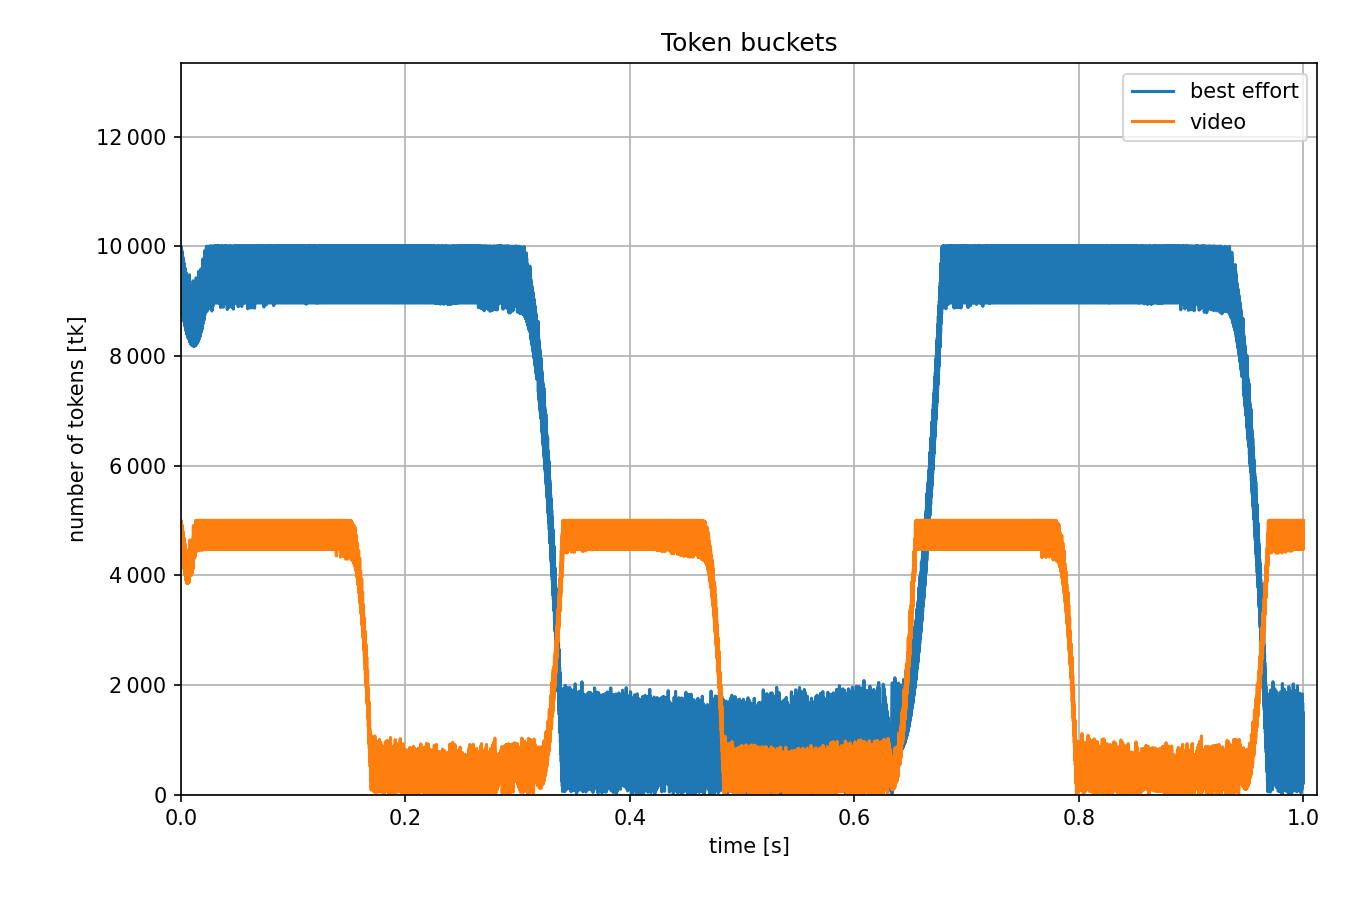 Token buckets
best effort
video
12 000
10 000
8 000
6 000
4 000
2 000
0
number of tokens [tk]
0.0 0.2 0.4 0.6 0.8 1.0
time [s]